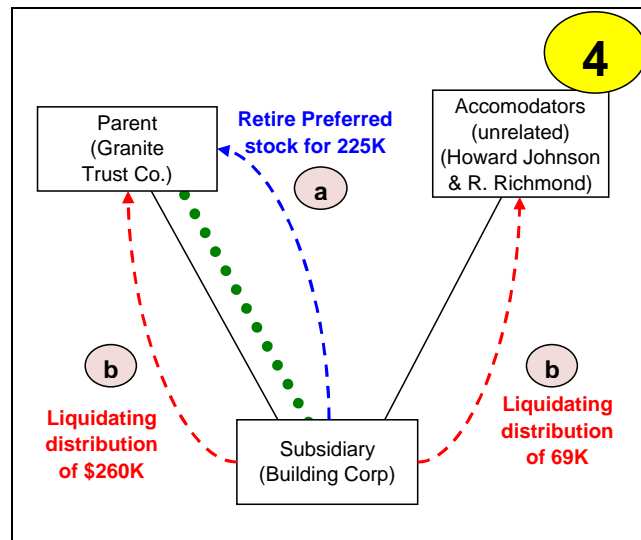 4
Parent
(Granite
Trust Co.)
Retire Preferred
stock for 225K
a
Accomodators
(unrelated)
(Howard Johnson
& R. Richmond)
b
Liquidating
distribution
of $260K
b
Liquidating
distribution
of 69K
Subsidiary
(Building Corp)